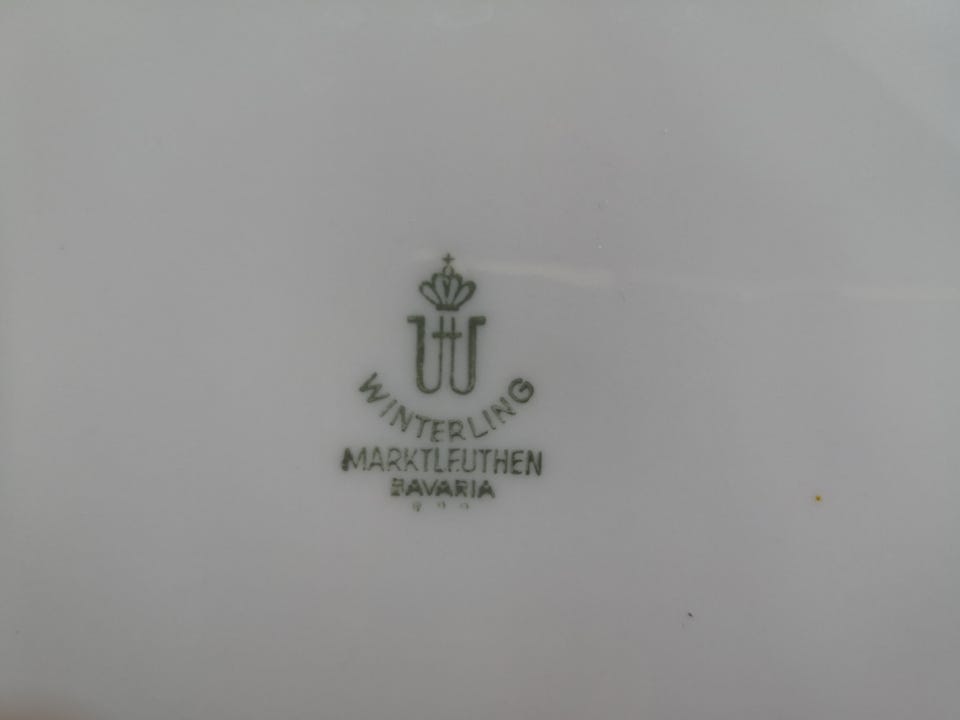 W
WINTERLING
MARKTLEUTHEN
BAVARIA